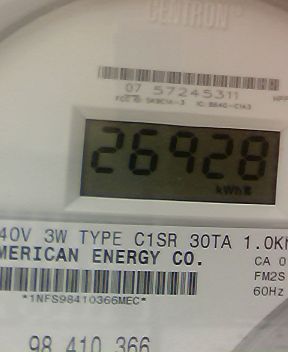 CENTRON
07 57245311
26928
kWh
40V 3W TYPE C1SR 30TA 1.0Kh
MERICAN ENERGY CO.
CA 0
FM2S
60Hz
*1NFS98410366MEC*
98 410 366